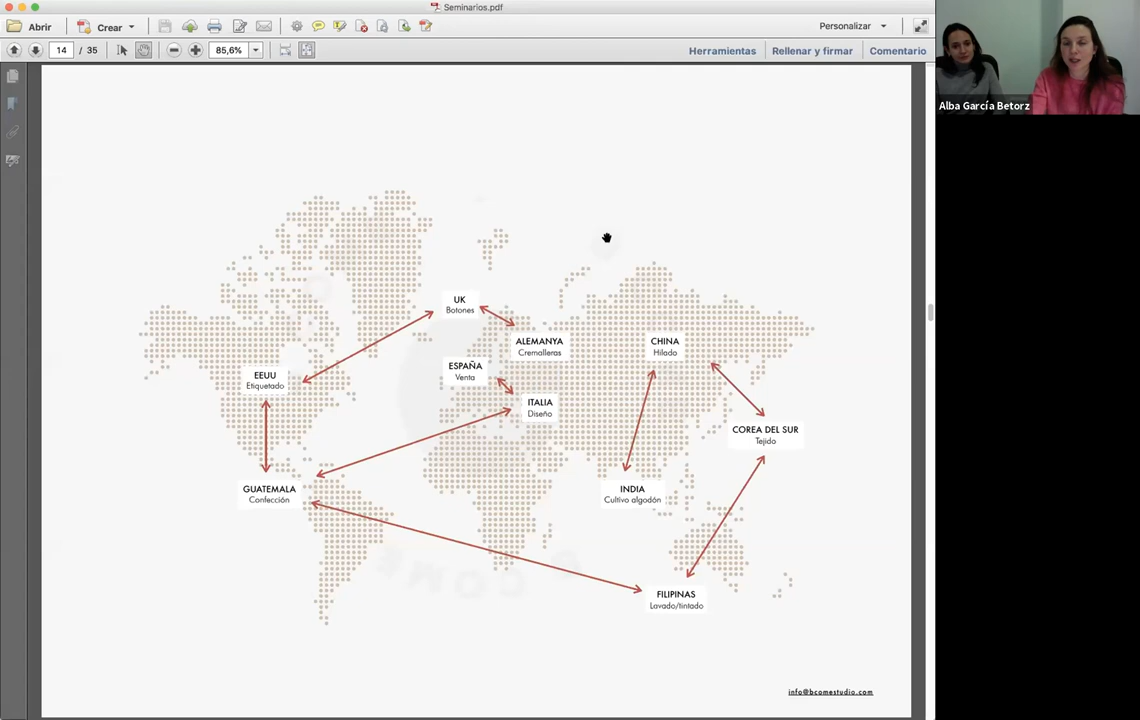 Seminarios.pdf
Abrir
Crear
Personalizar
14 / 35
85,6%
Herramientas
Rellenar y firmar
Comentario
Alba García Betorz
UK
Botones
ALEMANYA
Cremalleras
CHINA
Hilado
ESPAÑA
Venta
EEUU
Etiquetado
ITALIA
Diseño
COREA DEL SUR
Tejido
GUATEMALA
Confección
INDIA
Cultivo algodón
FILIPINAS
Lavado/tintado
COME
info@bcomestudio.com